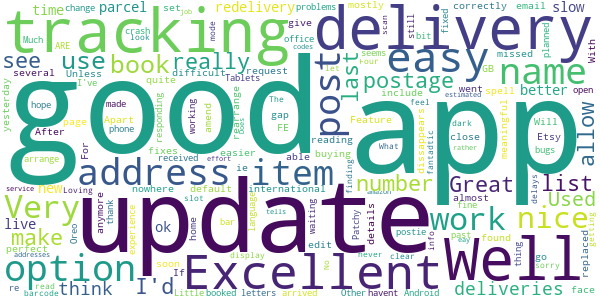 change
parcel
set
job
redelivery
problems
mostly
scan
still
fixed
correctly
email
slow
time
tracking
delivery
codes
Much
ARE
crash
look
mode
give
office
let
bit
missed
planned
With
see
several
use
book
really
post
last
easy
name
Unless
I've
quite
difficult
Tablets
request
postage
seems
Four
went
GB
spell
better
open
yesterday
good
app
hope
Apart
made
phone
page
After
fixes
responding
working
amend
Does
rearrange
The
gap
FE
include
feel
Feature
reading
buying
What
disappears
dark
close
rather
fantastic
meaningful
Will
Etsy
bugs
allow
arrange
received
effort
easier
able
address
item
For
ie
finding
number
Great
list
almost
estimated
service
Loving
nowhere
default
international
amazon
Used
new
Very
update
Well
live
Oreo
anymore
thank
experience
ok
slot
home
bar
language
waiting
Patchy
details
work
nice
fine
delays
replaced
getting
make
perfect
display
edit
postie
info
past
found
thing
option
tells
never
clear
easy
go
sorry
addresses
re
read
barcode
think
soon
I'd
If
Little
booked
letters
arrived
Excellent
No
Other
havent
Android
deliveries
face